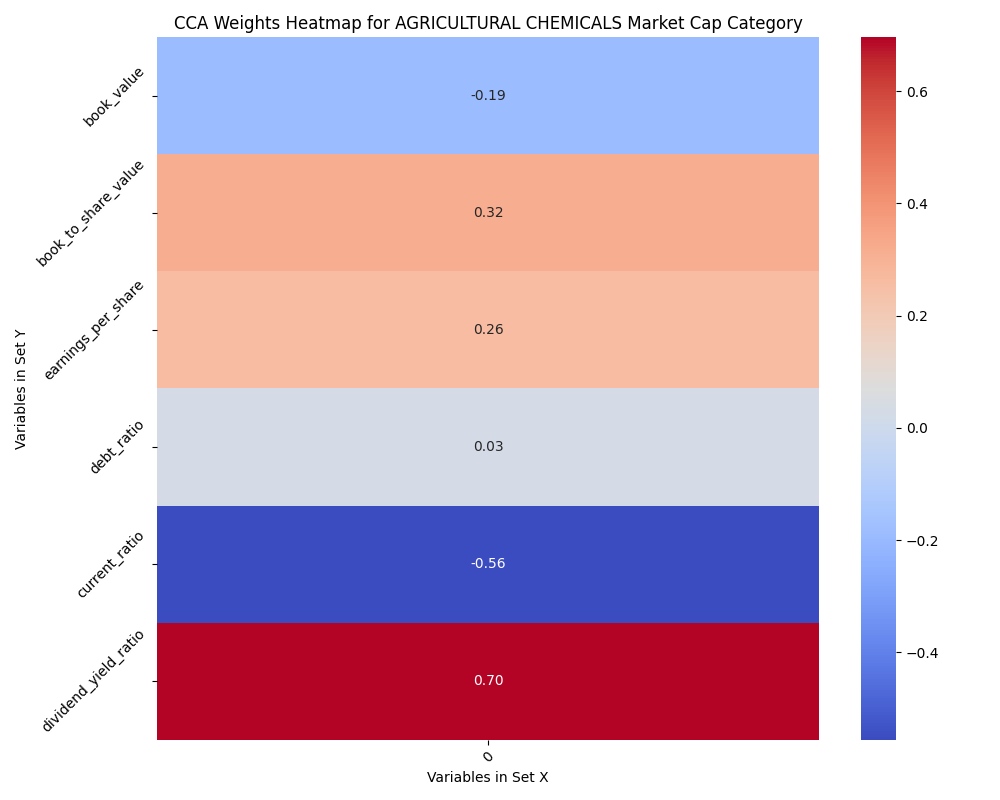 CCA Weights Heatmap for AGRICULTURAL CHEMICALS Market Cap Category
Variables in Set Y
book_value
-0.19
book_to_share_value
0.32
earnings_per_share
0.26
debt_ratio
0.03
current_ratio
-0.56
dividend_yield_ratio
0.70
0
Variables in Set X
0.6
0.4
0.2
0.0
−0.2
−0.4